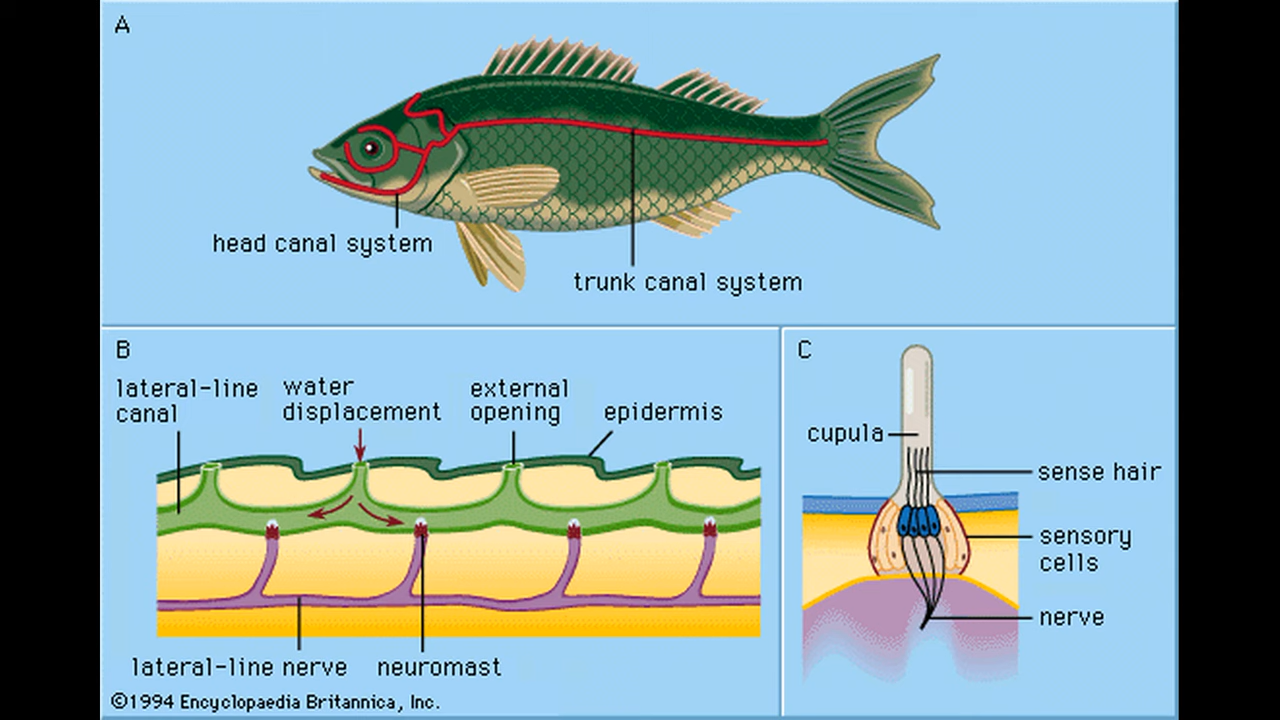 A
head canal system
trunk canal system
B
lateral-line
canal
water
displacement
external
opening
epidermis
lateral-line nerve
neuromast
©1994 Encyclopaedia Britannica, Inc.
C
cupula
sense hair
sensory
cells
nerve